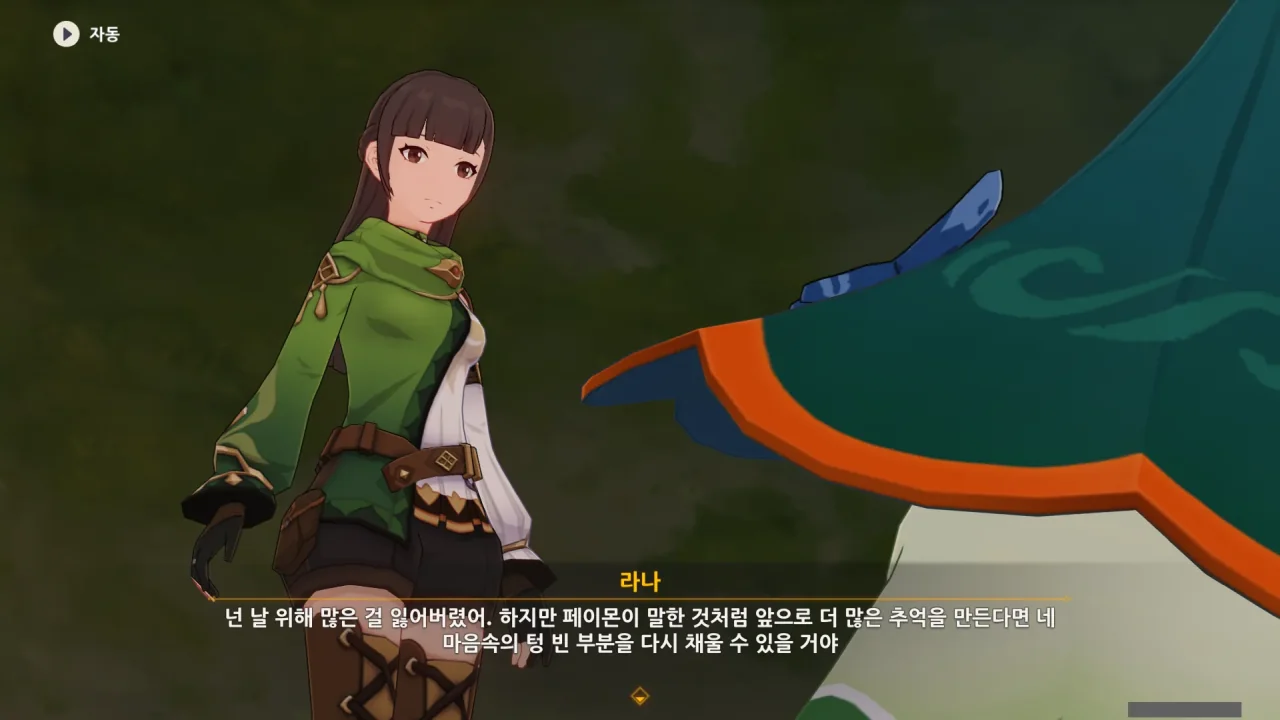 자동
라나
넌 날 위해 많은 걸 잃어버렸어. 하지만 페이몬이 말한 것처럼 앞으로 더 많은 추억을 만든다면 네
마음속의 텅 빈 부분을 다시 채울 수 있을 거야